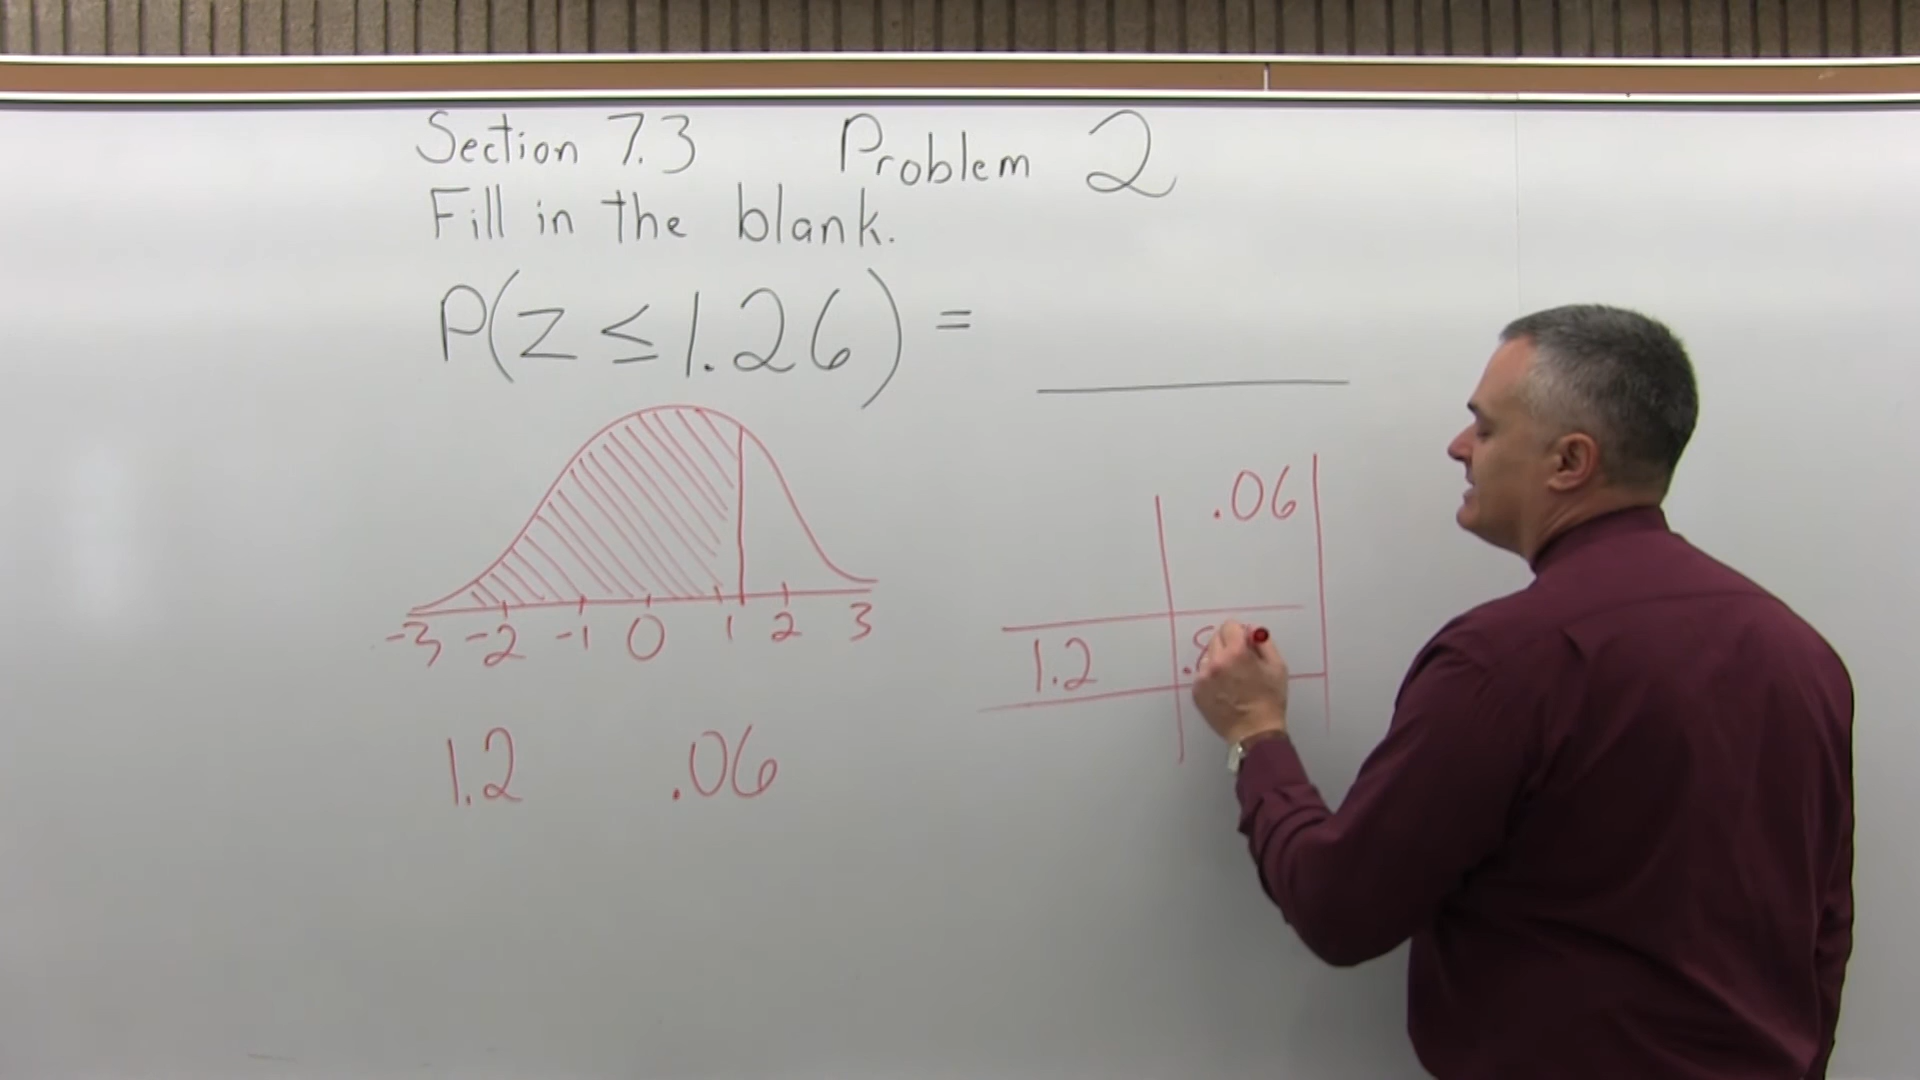 Section 7.3 Problem 2
Fill in the blank.
P(z ≤ 1.26) =
.06
-3 -2 -1 0 1 2 3
1.2
1.2 .06